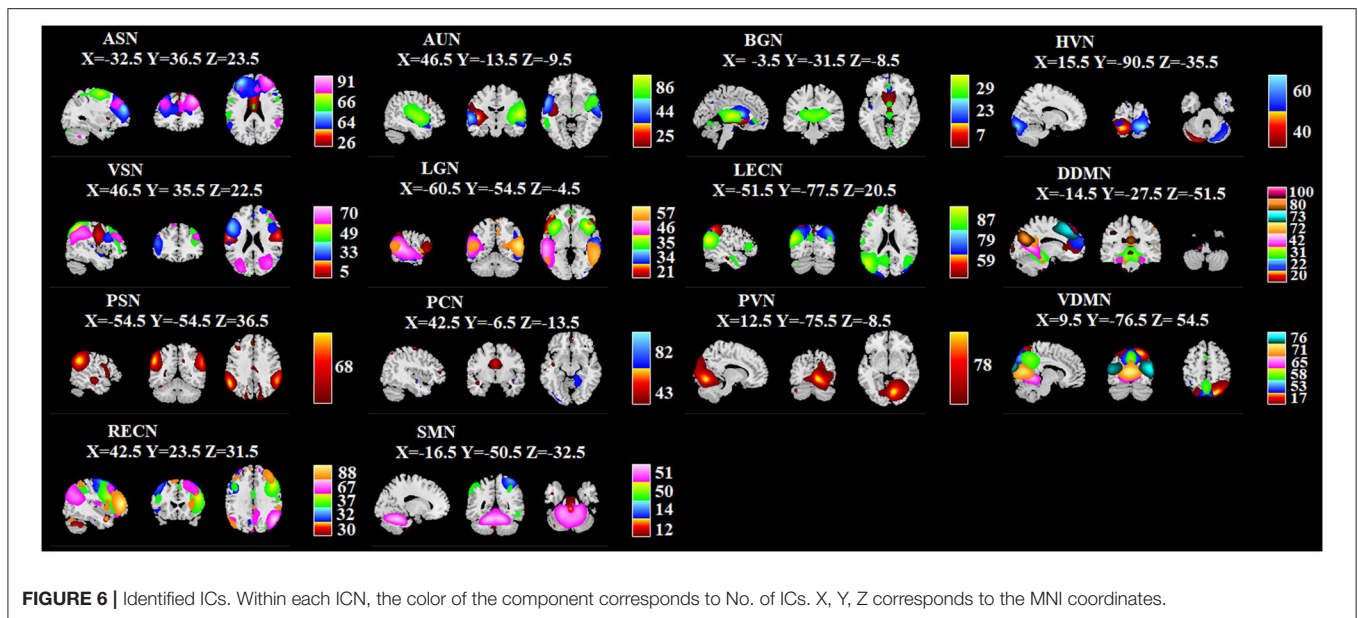 ASN
X=-32.5 Y=36.5 Z=23.5
91
66
64
26
AUN
X=46.5 Y=-13.5 Z=-9.5
86
44
25
BGN
X= -3.5 Y=-31.5 Z=-8.5
29
23
7
HVN
X=15.5 Y=-90.5 Z=-35.5
60
40
VSN
X=46.5 Y= 35.5 Z=22.5
70
49
33
5
LGN
X=-60.5 Y=-54.5 Z=-4.5
57
46
35
34
21
LECN
X=-51.5 Y=-77.5 Z=20.5
87
79
59
DDMN
X=-14.5 Y=-27.5 Z=-51.5
100
80
73
72
42
31
22
20
PSN
X=-54.5 Y=-54.5 Z=36.5
68
PCN
X=42.5 Y=-6.5 Z=-13.5
82
43
PVN
X=12.5 Y=-75.5 Z=-8.5
78
VDMN
X=9.5 Y=-76.5 Z= 54.5
76
71
65
58
53
17
RECN
X=42.5 Y=23.5 Z=31.5
88
67
37
32
30
SMN
X=-16.5 Y=-50.5 Z=-32.5
51
50
14
12
FIGURE 6 | Identified ICs. Within each ICN, the color of the component corresponds to No. of ICs. X, Y, Z corresponds to the MNI coordinates.